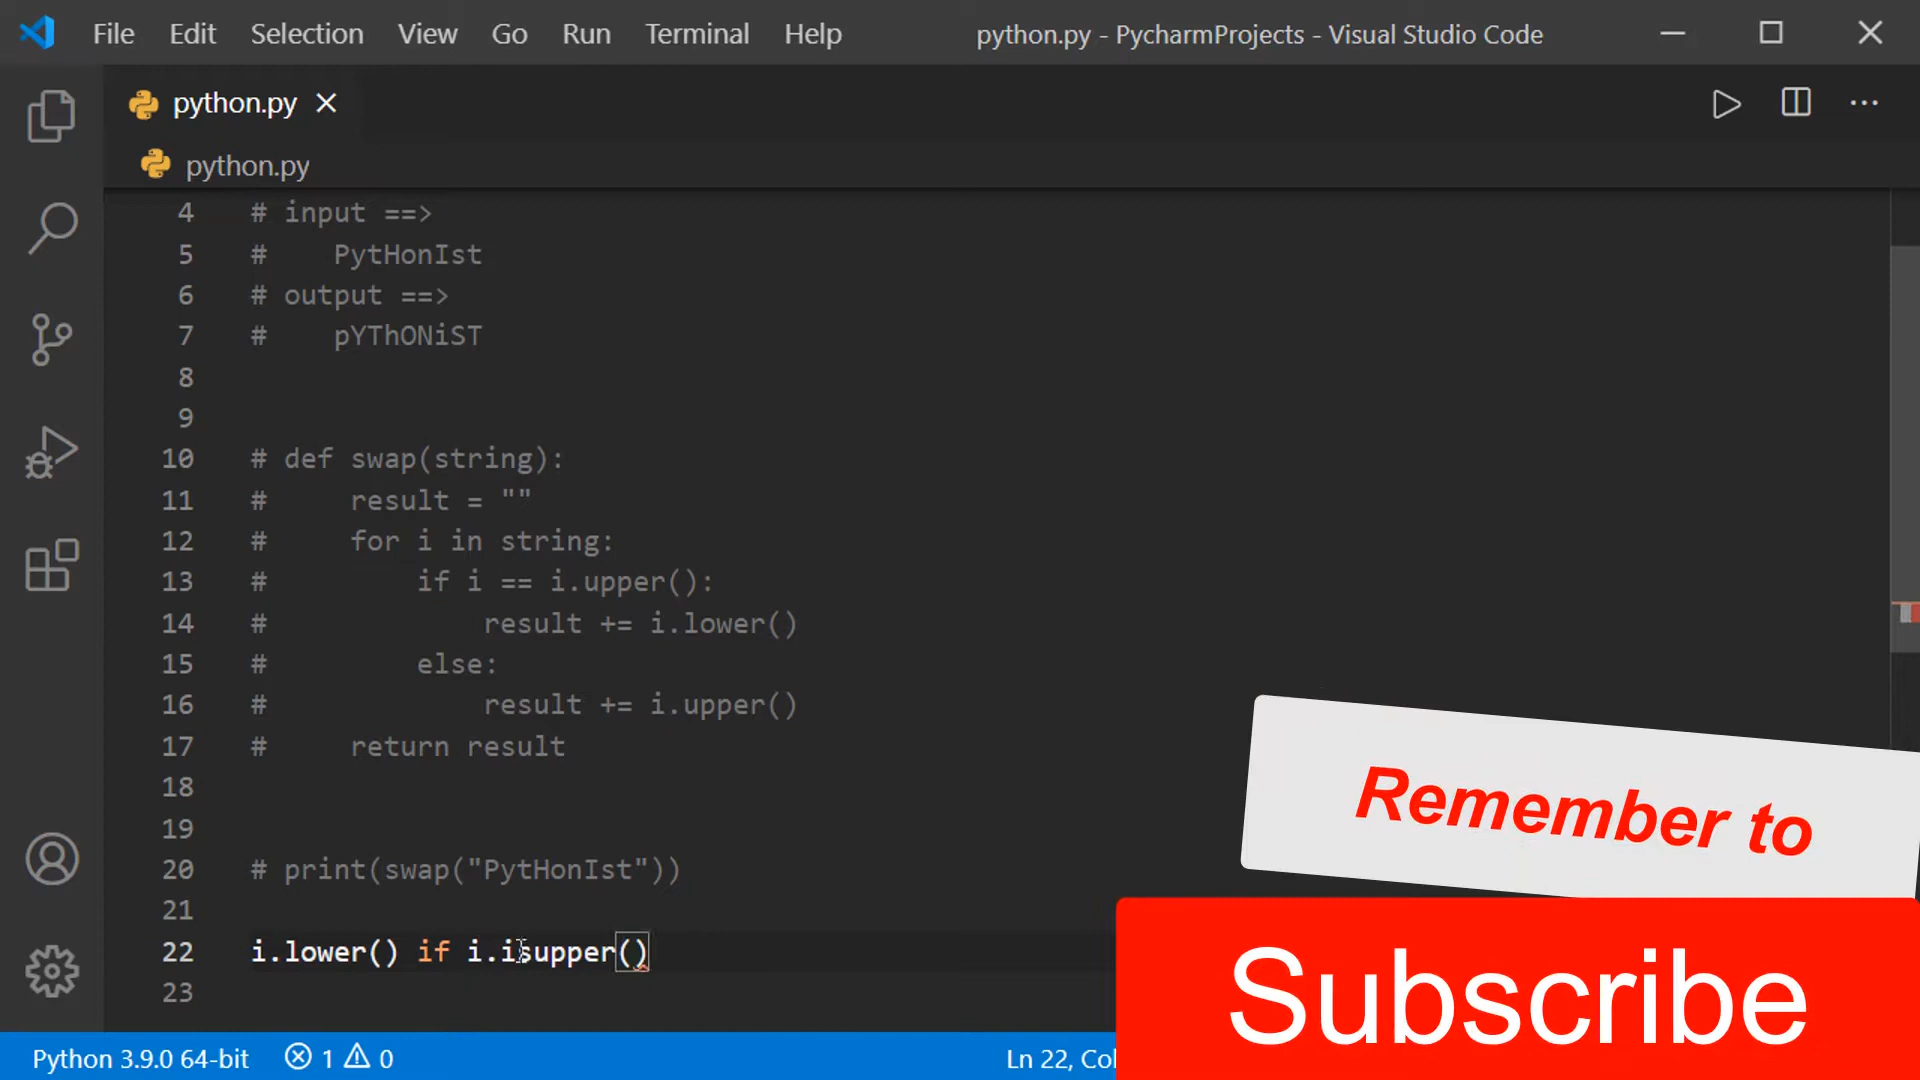 File Edit Selection View Go Run Terminal Help python.py - PycharmProjects - Visual Studio Code
python.py
python.py
4 # input ==>
5 #    PytHonIst
6 # output ==>
7 #    pYThONiST
8
9
10 # def swap(string):
11 #     result = ""
12 #     for i in string:
13 #         if i == i.upper():
14 #             result += i.lower()
15 #         else:
16 #             result += i.upper()
17 #     return result
18
19
20 # print(swap("PytHonIst"))
21
22 i.lower() if i.isupper()
23
Remember to
Subscribe
Python 3.9.0 64-bit 1 0 Ln 22,